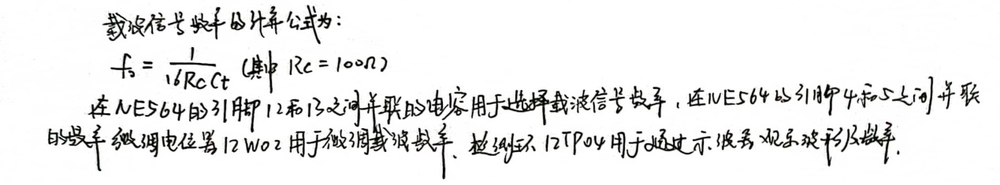 载波信号频率的计算公式为:
f₀ = 1/(16RcCt) (其中 Rc = 100Ω)
在NE564的引脚12和13之间并联的电容用于选择载波信号频率,在NE564的引脚4和5之间并联
的频率微调电位器12W02用于微调载波频率、检测环12TP04用于通过示波器观察波形及频率.